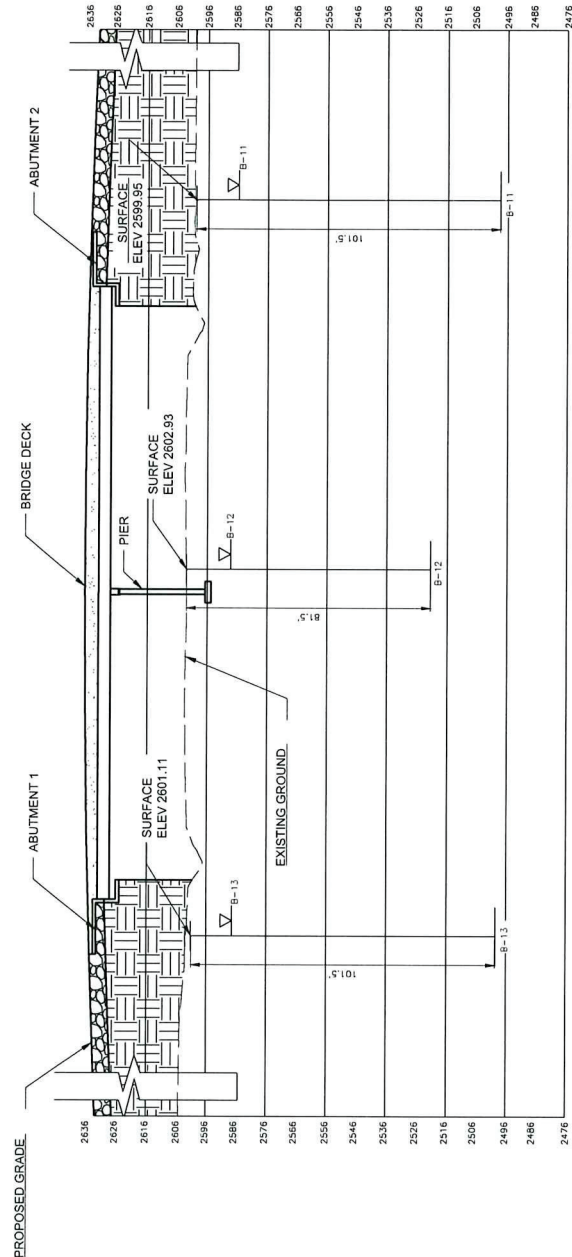 PROPOSED GRADE
ABUTMENT 1
BRIDGE DECK
ABUTMENT 2
PIER
SURFACE
ELEV 2601.11
SURFACE
ELEV 2602.93
SURFACE
ELEV 2599.95
EXISTING GROUND
B-13
B-12
B-11
101.5'
81.5'
101.5'
B-13
B-12
B-11
2636
2626
2616
2606
2596
2586
2576
2566
2556
2546
2536
2526
2516
2506
2496
2486
2476
2636
2626
2616
2606
2596
2586
2576
2566
2556
2546
2536
2526
2516
2506
2496
2486
2476